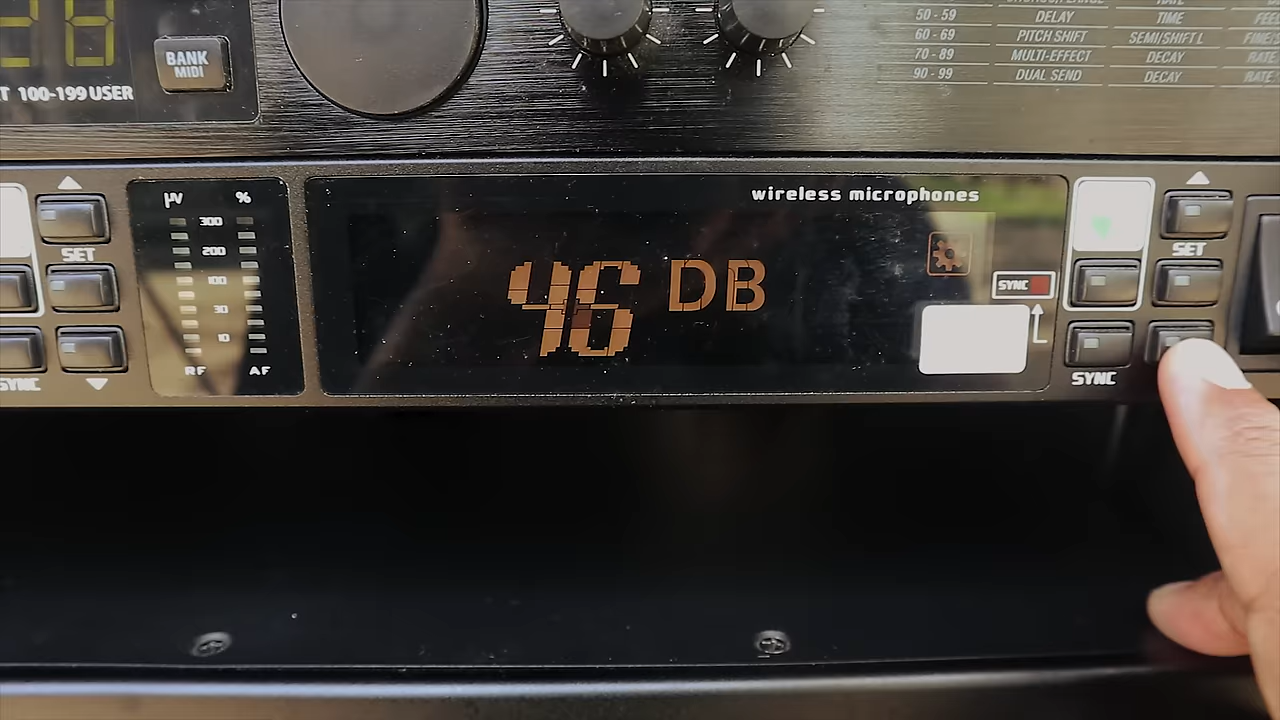 BANK
MIDI
100-199 USER
50 - 59 DELAY TIME
60 - 69 PITCH SHIFT SEMI/SHIFT L
70 - 89 MULTI-EFFECT DECAY RATE
90 - 99 DUAL SEND DECAY RATE
wireless microphones
µV %
300
200
100
30
10
RF AF
SET
SYNC
46 DB
SYNC
SET
SYNC